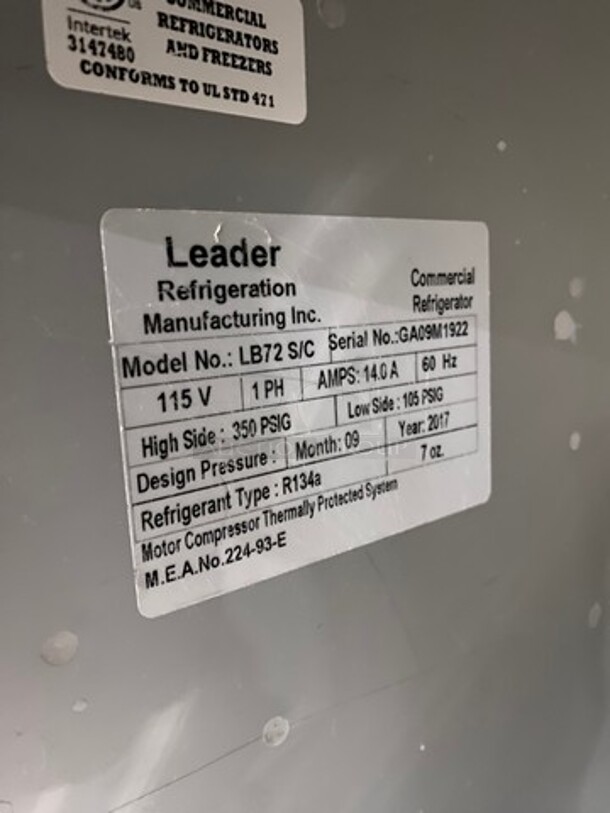 US COMMERCIAL
Intertek REFRIGERATORS
3147480 AND FREEZERS
CONFORMS TO UL STD 471
Leader
Refrigeration
Manufacturing Inc.
Commercial
Refrigerator
Model No.: LB72 S/C Serial No.:GA09M1922
115 V 1 PH AMPS: 14.0 A 60 Hz
High Side : 350 PSIG Low Side : 105 PSIG
Design Pressure : Month: 09 Year: 2017
Refrigerant Type : R134a 7 oz.
Motor Compressor Thermally Protected System
M.E.A.No.224-93-E